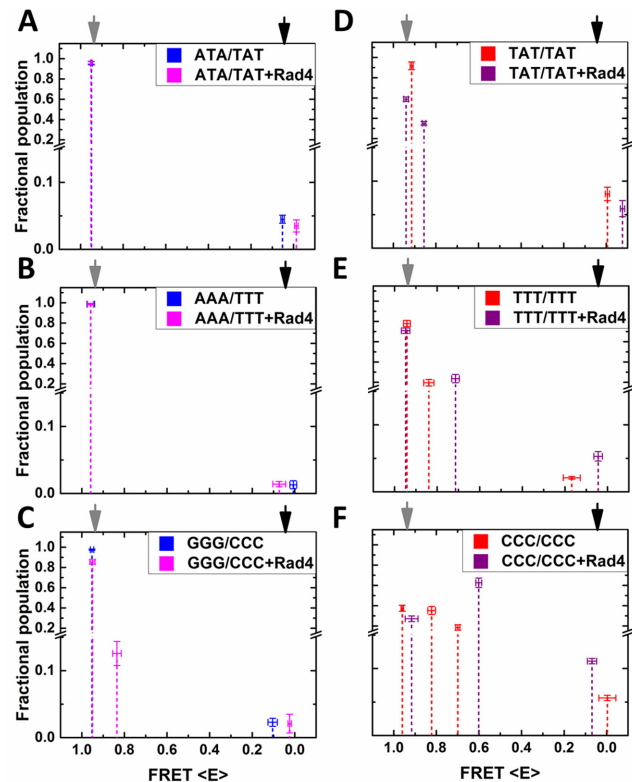 A
ATA/TAT
ATA/TAT+Rad4
Fractional population
1.0
0.8
0.6
0.4
0.2
0.1
0.0
B
AAA/TTT
AAA/TTT+Rad4
Fractional population
1.0
0.8
0.6
0.4
0.2
0.1
0.0
C
GGG/CCC
GGG/CCC+Rad4
Fractional population
1.0
0.8
0.6
0.4
0.2
0.1
0.0
1.0 0.8 0.6 0.4 0.2 0.0
FRET <E>
D
TAT/TAT
TAT/TAT+Rad4
E
TTT/TTT
TTT/TTT+Rad4
F
CCC/CCC
CCC/CCC+Rad4
1.0 0.8 0.6 0.4 0.2 0.0
FRET <E>